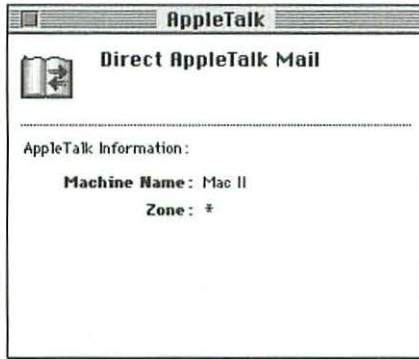 AppleTalk
Direct AppleTalk Mail
AppleTalk Information:
Machine Name: Mac II
Zone: *